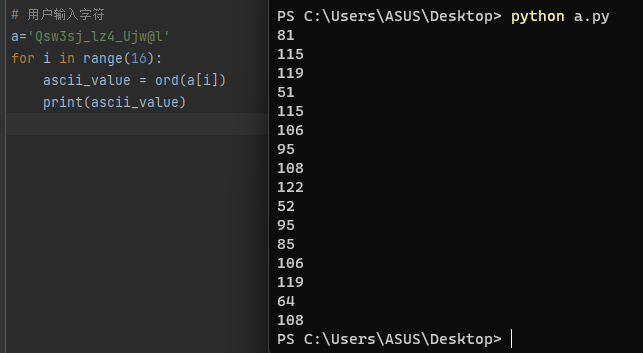 # 用户输入字符
a='Qsw3sj_lz4_Ujw@l'
for i in range(16):
    ascii_value = ord(a[i])
    print(ascii_value)
PS C:\Users\ASUS\Desktop> python a.py
81
115
119
51
115
106
95
108
122
52
95
85
106
119
64
108
PS C:\Users\ASUS\Desktop>